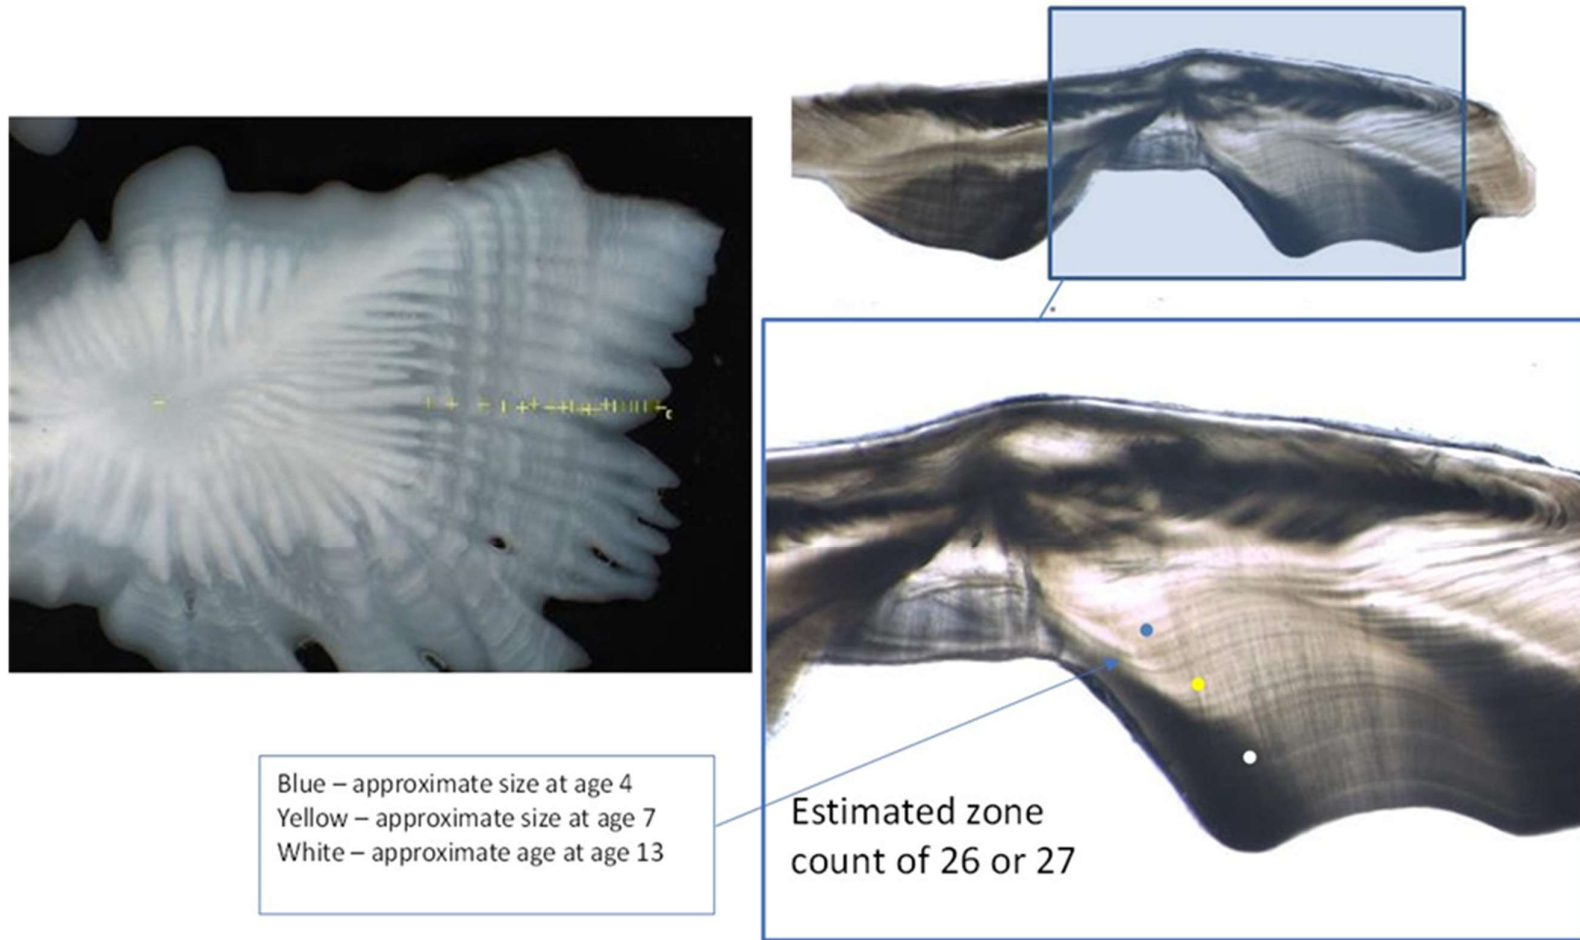 Blue – approximate size at age 4
Yellow – approximate size at age 7
White – approximate age at age 13
Estimated zone
count of 26 or 27